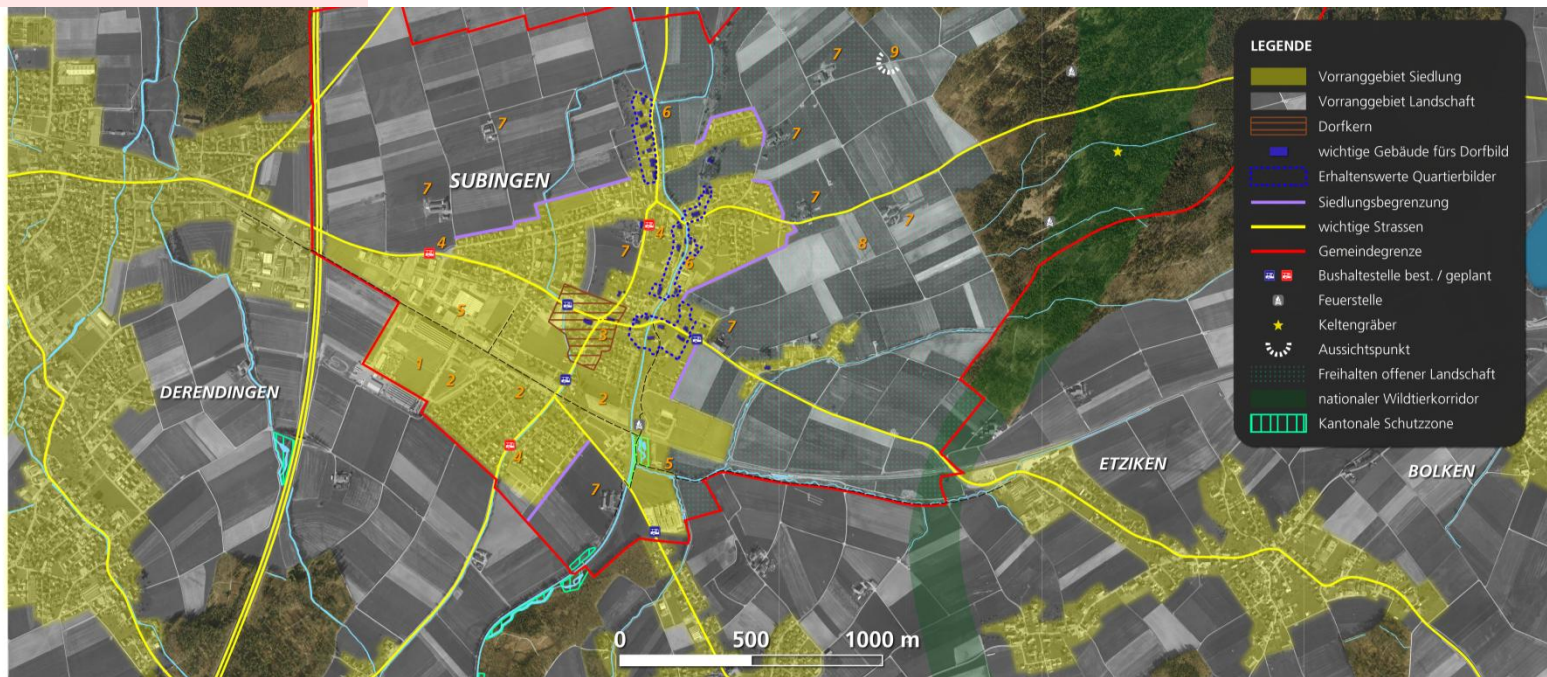 LEGENDE
Vorranggebiet Siedlung
Vorranggebiet Landschaft
Dorfkern
wichtige Gebäude fürs Dorfbild
Erhaltenswerte Quartierbilder
Siedlungsbegrenzung
wichtige Strassen
Gemeindegrenze
Bushaltestelle best. / geplant
Feuerstelle
Keltengräber
Aussichtspunkt
Freihalten offener Landschaft
nationaler Wildtierkorridor
Kantonale Schutzzone
9
7
6
7
7
SUBINGEN
7
7
7
4
4
7
8
6
5
8
7
1
2
2
2
DERENDINGEN
4
5
7
ETZIKEN
BOLKEN
0 500 1000 m